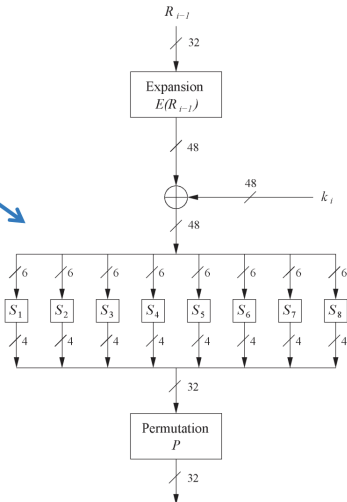 R i−1
32
Expansion
E(R i−1)
48
48
k i
48
6 6 6 6 6 6 6 6
S1 S2 S3 S4 S5 S6 S7 S8
4 4 4 4 4 4 4 4
32
Permutation
P
32